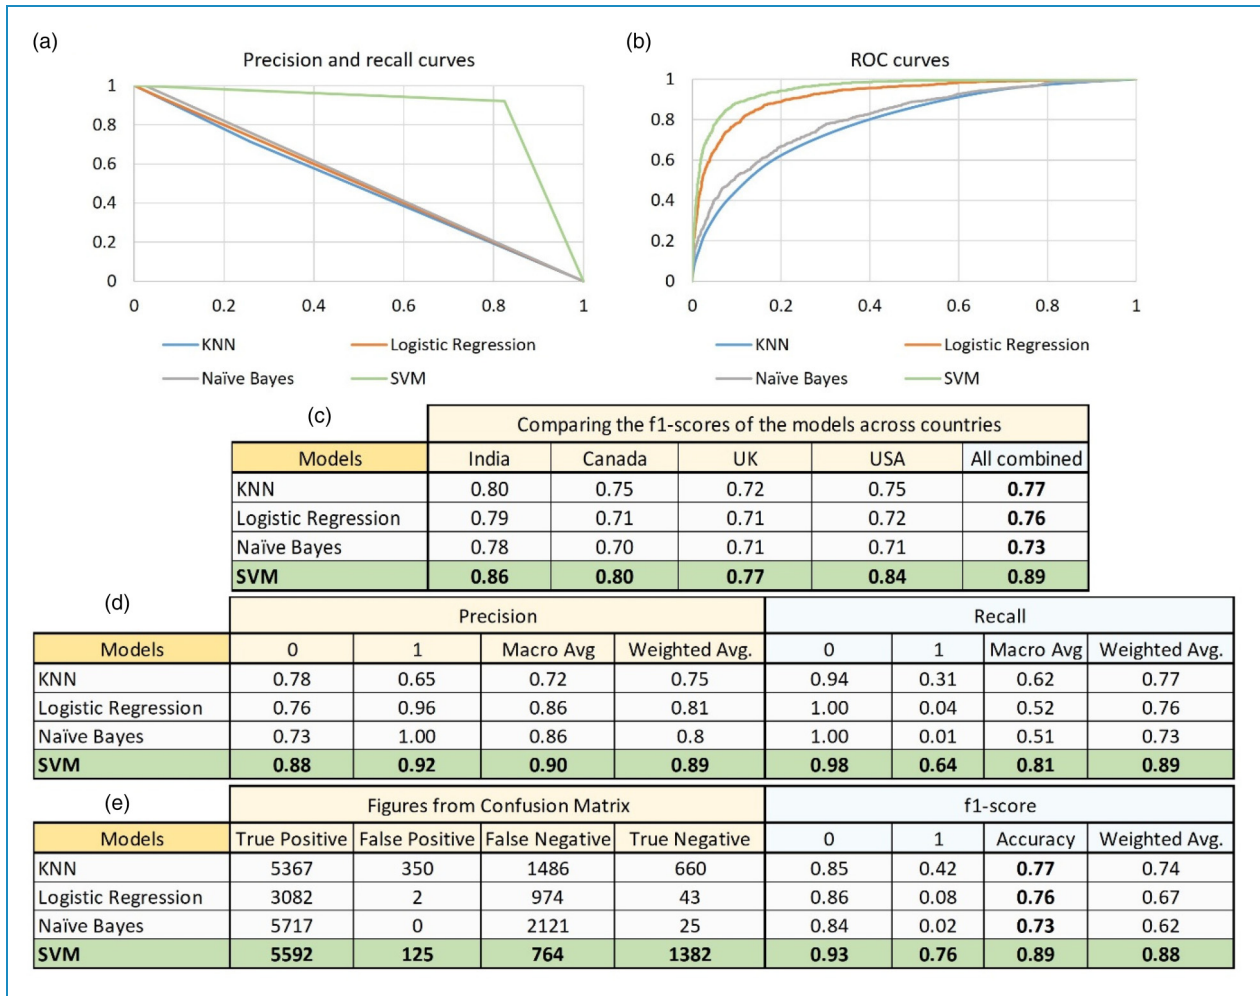 (a)
Precision and recall curves
1
0.8
0.6
0.4
0.2
0
0 0.2 0.4 0.6 0.8 1
KNN Logistic Regression
Naïve Bayes SVM
(b)
ROC curves
1
0.8
0.6
0.4
0.2
0
0 0.2 0.4 0.6 0.8 1
KNN Logistic Regression
Naïve Bayes SVM
(c)
Comparing the f1-scores of the models across countries
Models India Canada UK USA All combined
KNN 0.80 0.75 0.72 0.75 0.77
Logistic Regression 0.79 0.71 0.71 0.72 0.76
Naïve Bayes 0.78 0.70 0.71 0.71 0.73
SVM 0.86 0.80 0.77 0.84 0.89
(d)
Precision Recall
Models 0 1 Macro Avg Weighted Avg. 0 1 Macro Avg Weighted Avg.
KNN 0.78 0.65 0.72 0.75 0.94 0.31 0.62 0.77
Logistic Regression 0.76 0.96 0.86 0.81 1.00 0.04 0.52 0.76
Naïve Bayes 0.73 1.00 0.86 0.8 1.00 0.01 0.51 0.73
SVM 0.88 0.92 0.90 0.89 0.98 0.64 0.81 0.89
(e)
Figures from Confusion Matrix f1-score
Models True Positive False Positive False Negative True Negative 0 1 Accuracy Weighted Avg.
KNN 5367 350 1486 660 0.85 0.42 0.77 0.74
Logistic Regression 3082 2 974 43 0.86 0.08 0.76 0.67
Naïve Bayes 5717 0 2121 25 0.84 0.02 0.73 0.62
SVM 5592 125 764 1382 0.93 0.76 0.89 0.88